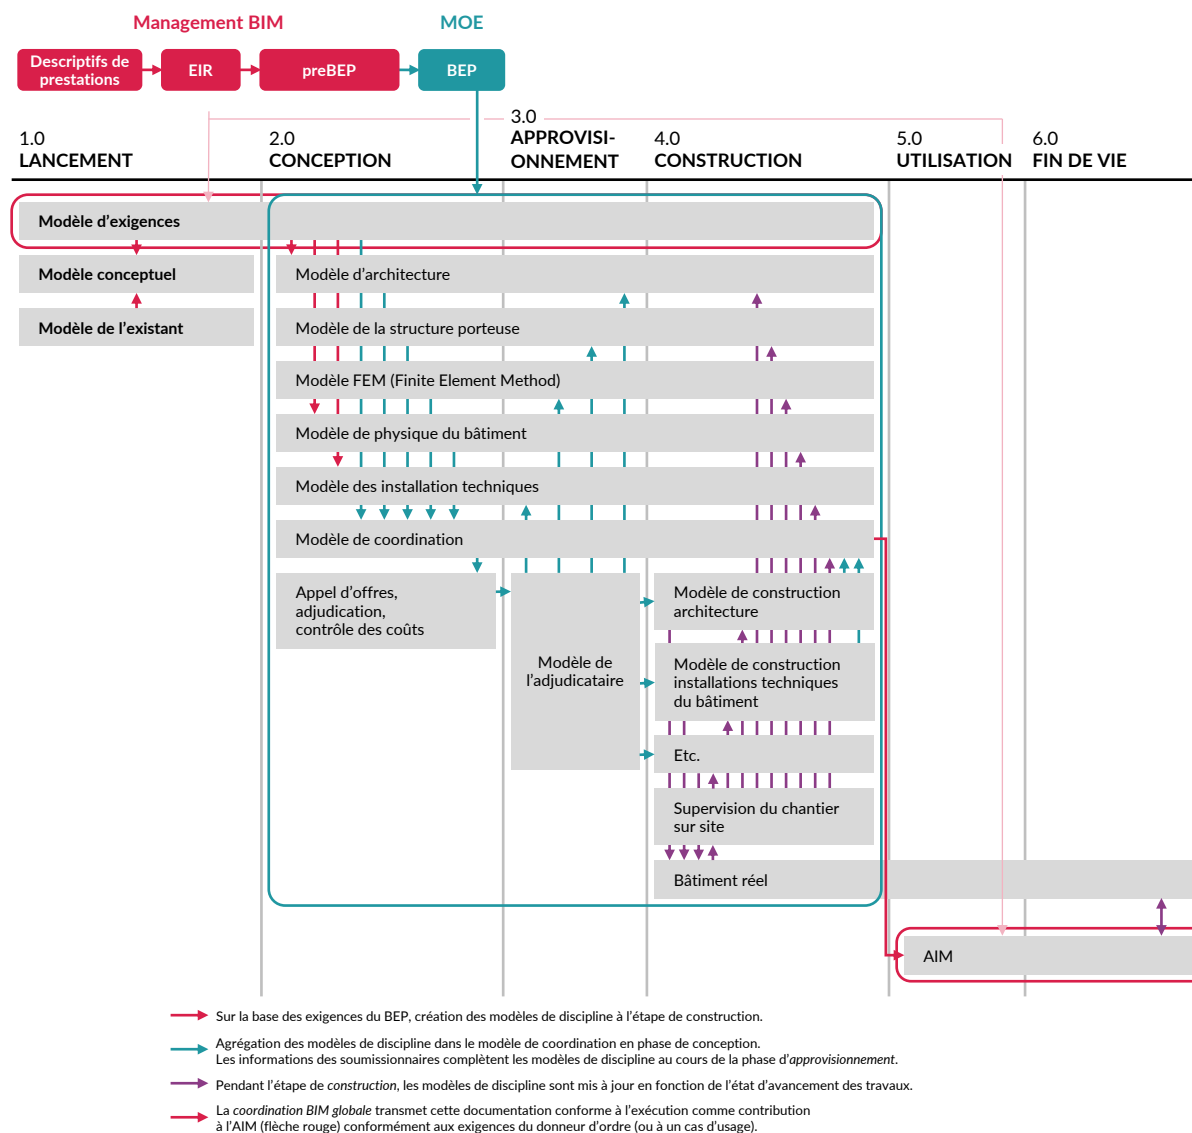 Management BIM
MOE
Descriptifs de
prestations
EIR
preBEP
BEP
1.0
LANCEMENT
2.0
CONCEPTION
3.0
APPROVISI-
ONNEMENT
4.0
CONSTRUCTION
5.0
UTILISATION
6.0
FIN DE VIE
Modèle d’exigences
Modèle conceptuel
Modèle de l’existant
Modèle d’architecture
Modèle de la structure porteuse
Modèle FEM (Finite Element Method)
Modèle de physique du bâtiment
Modèle des installation techniques
Modèle de coordination
Appel d’offres,
adjudication,
contrôle des coûts
Modèle de
l’adjudicataire
Modèle de construction
architecture
Modèle de construction
installations techniques
du bâtiment
Etc.
Supervision du chantier
sur site
Bâtiment réel
AIM
Sur la base des exigences du BEP, création des modèles de discipline à l’étape de construction.
Agrégation des modèles de discipline dans le modèle de coordination en phase de conception.
Les informations des soumissionnaires complètent les modèles de discipline au cours de la phase d’approvisionnement.
Pendant l’étape de construction, les modèles de discipline sont mis à jour en fonction de l’état d’avancement des travaux.
La coordination BIM globale transmet cette documentation conforme à l’exécution comme contribution
à l’AIM (flèche rouge) conformément aux exigences du donneur d’ordre (ou à un cas d’usage).